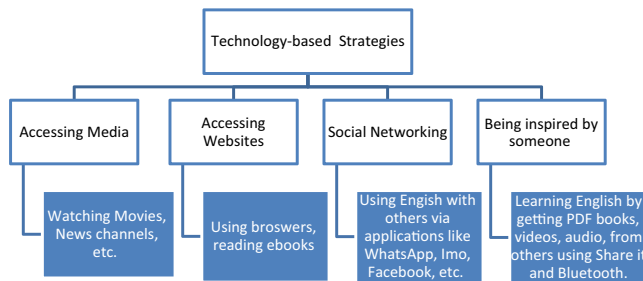 Technology-based Strategies
Accessing Media
Accessing
Websites
Social Networking
Being inspired by
someone
Watching Movies,
News channels,
etc.
Using broswers,
reading ebooks
Using Engish with
others via
applications like
WhatsApp, Imo,
Facebook, etc.
Learning English by
getting PDF books,
videos, audio, from
others using Share it
and Bluetooth.